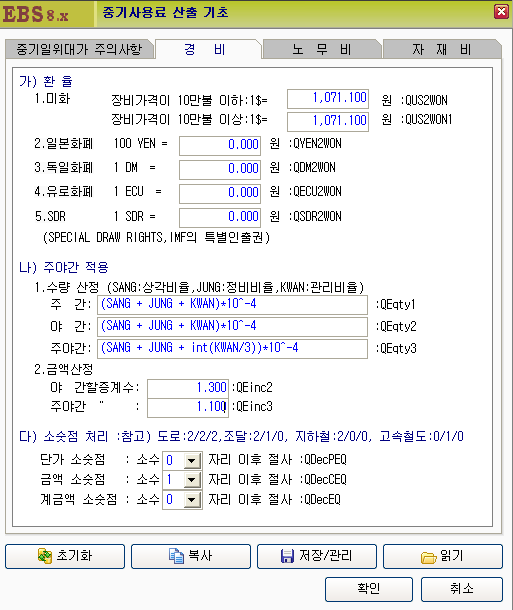 EBS 8.x 중기사용료 산출 기초
중기일위대가 주의사항 경 비 노 무 비 자 재 비
가) 환 율
1.미화 장비가격이 10만불 이하:1$= 1,071.100 원 :QUS2WON
장비가격이 10만불 이상:1$= 1,071.100 원 :QUS2WON1
2.일본화폐 100 YEN = 0.000 원 :QYEN2WON
3.독일화폐 1 DM = 0.000 원 :QDM2WON
4.유로화폐 1 ECU = 0.000 원 :QECU2WON
5.SDR 1 SDR = 0.000 원 :QSDR2WON
(SPECIAL DRAW RIGHTS,IMF의 특별인출권)
나) 주야간 적용
1.수량 산정 (SANG:상각비율,JUNG:정비비율,KWAN:관리비율)
주 간: (SANG + JUNG + KWAN)*10^-4 :QEqty1
야 간: (SANG + JUNG + KWAN)*10^-4 :QEqty2
주야간: (SANG + JUNG + int(KWAN/3))*10^-4 :QEqty3
2.금액산정
야 간할증계수: 1.300 :QEinc2
주야간 " : 1.100 :QEinc3
다) 소숫점 처리 :참고) 도로:2/2/2,조달:2/1/0, 지하철:2/0/0, 고속철도:0/1/0
단가 소숫점 : 소수 0 자리 이후 절사 :QDecPEQ
금액 소숫점 : 소수 1 자리 이후 절사 :QDecCEQ
계금액 소숫점 : 소수 0 자리 이후 절사 :QDecEQ
초기화 복사 저장/관리 읽기
확인 취소